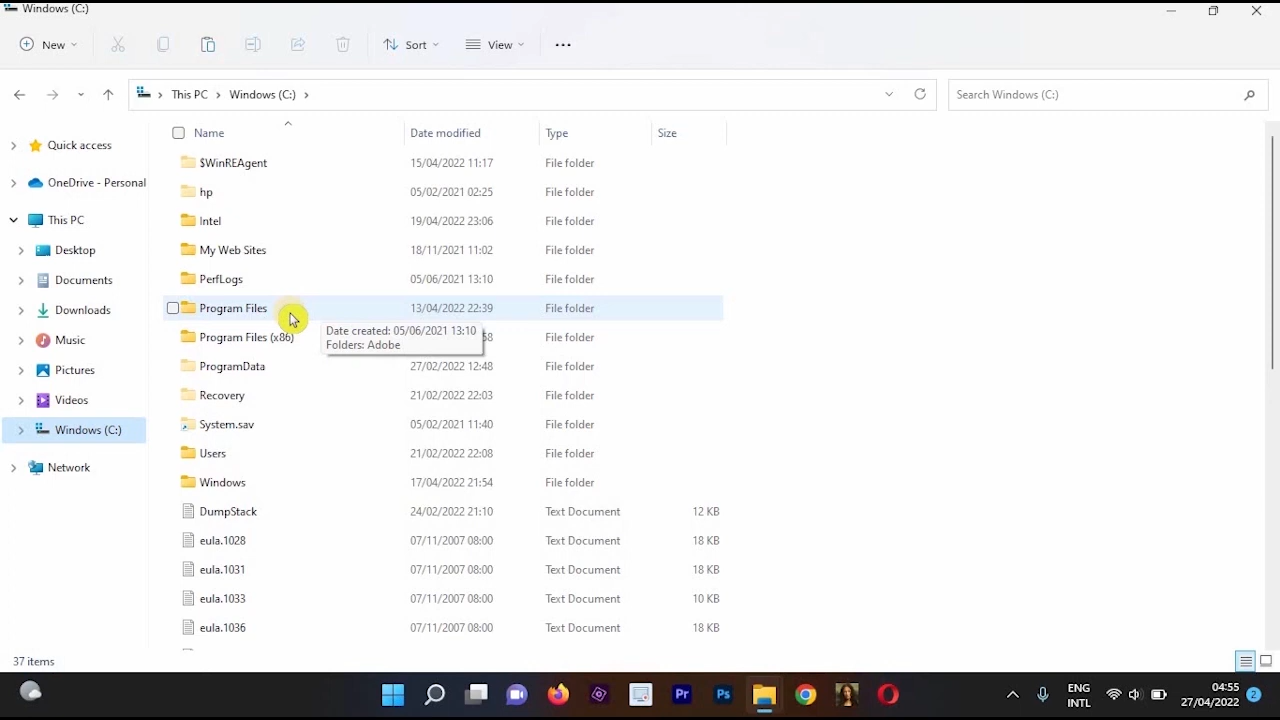 Windows (C:)
New
Sort
View
This PC
Windows (C:)
Search Windows (C:)
Name Date modified Type Size
Quick access
OneDrive - Personal
This PC
Desktop
Documents
Downloads
Music
Pictures
Videos
Windows (C:)
Network
$WinREAgent 15/04/2022 11:17 File folder
hp 05/02/2021 02:25 File folder
Intel 19/04/2022 23:06 File folder
My Web Sites 18/11/2021 11:02 File folder
PerfLogs 05/06/2021 13:10 File folder
Program Files 13/04/2022 22:39 File folder
Date created: 05/06/2021 13:10
Folders: Adobe
Program Files (x86) 58 File folder
ProgramData 27/02/2022 12:48 File folder
Recovery 21/02/2022 22:03 File folder
System.sav 05/02/2021 11:40 File folder
Users 21/02/2022 22:08 File folder
Windows 17/04/2022 21:54 File folder
DumpStack 24/02/2022 21:10 Text Document 12 KB
eula.1028 07/11/2007 08:00 Text Document 18 KB
eula.1031 07/11/2007 08:00 Text Document 18 KB
eula.1033 07/11/2007 08:00 Text Document 10 KB
eula.1036 07/11/2007 08:00 Text Document 18 KB
37 items
Pr
Ps
ENG
INTL
04:55
27/04/2022
2